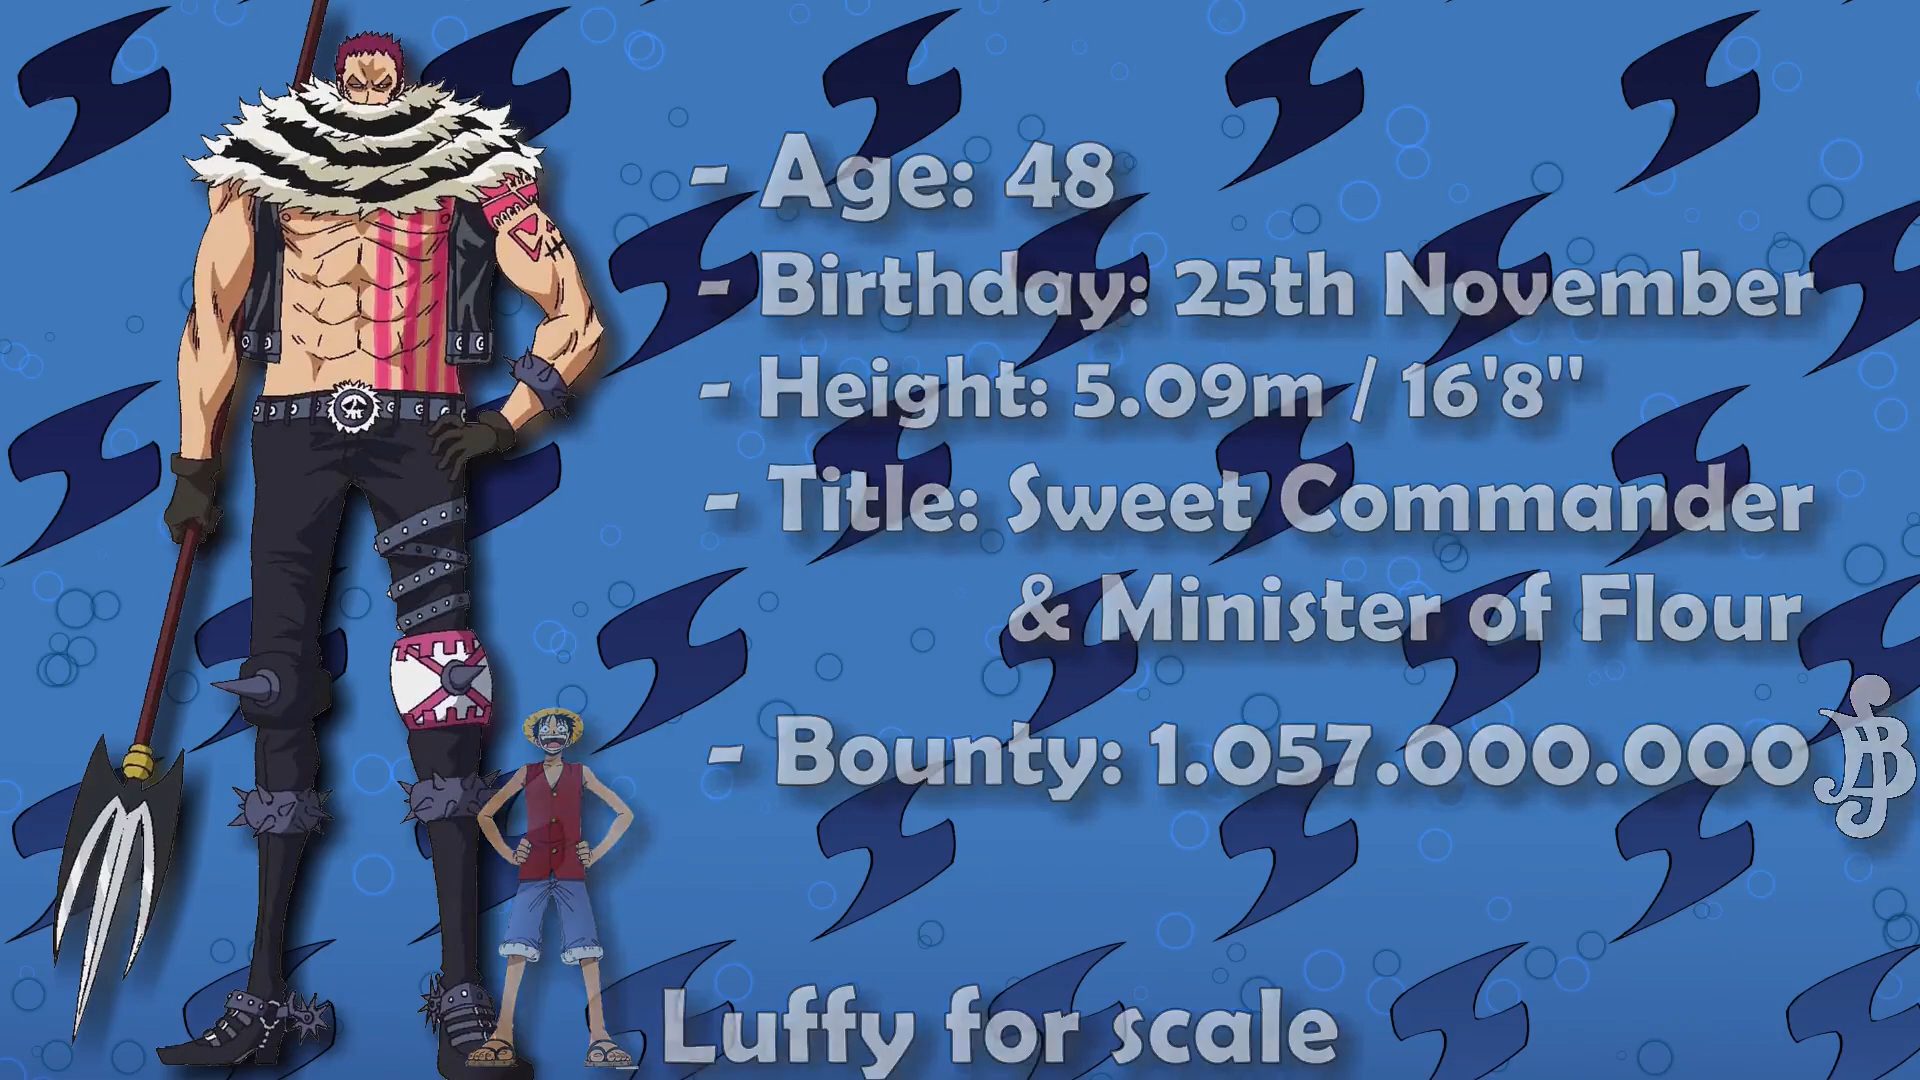 - Age: 48
- Birthday: 25th November
- Height: 5.09m / 16'8"
- Title: Sweet Commander
& Minister of Flour
- Bounty: 1.057.000.000
Luffy for scale